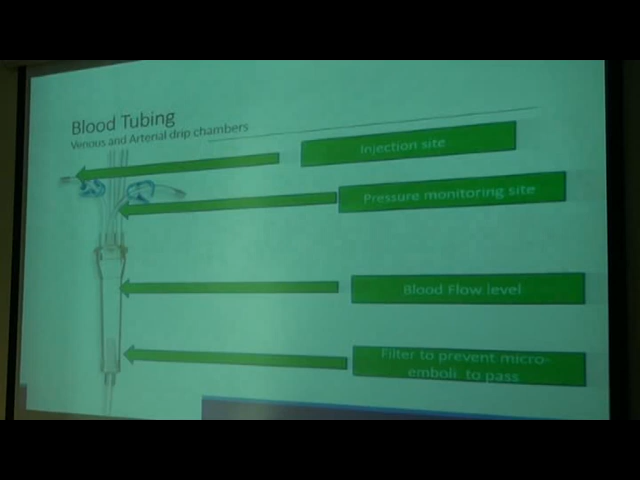 Blood Tubing
Venous and Arterial drip chambers
Injection site
Pressure monitoring site
Blood Flow level
Filter to prevent micro-
emboli to pass